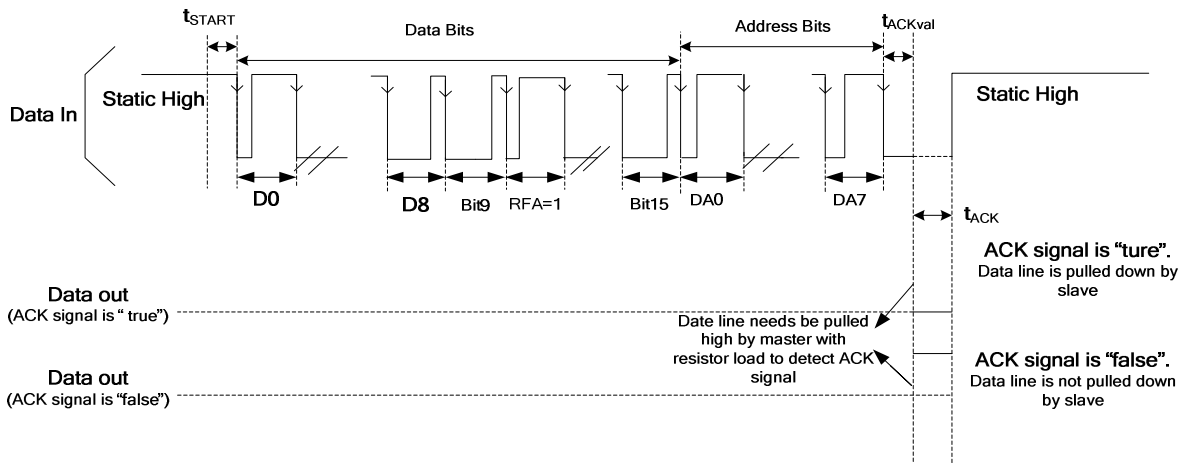 tSTART
Data Bits
Address Bits
tACKval
Data In
Static High
Static High
D0
D8
Bit9
RFA=1
Bit15
DA0
DA7
tACK
ACK signal is “ture”.
Data line is pulled down by
slave
Data out
(ACK signal is “ true”)
Date line needs be pulled
high by master with
resistor load to detect ACK
signal
ACK signal is “false”.
Data line is not pulled down
by slave
Data out
(ACK signal is “false”)